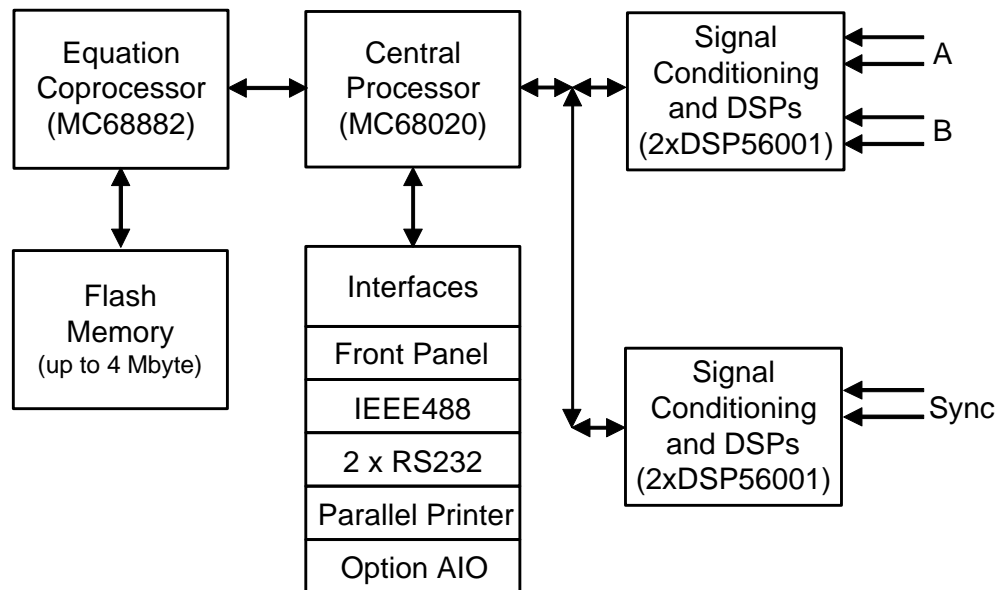 Equation
Coprocessor
(MC68882)
Central
Processor
(MC68020)
Signal
Conditioning
and DSPs
(2xDSP56001)
A
B
Flash
Memory
(up to 4 Mbyte)
Interfaces
Front Panel
IEEE488
2 x RS232
Parallel Printer
Option AIO
Signal
Conditioning
and DSPs
(2xDSP56001)
Sync